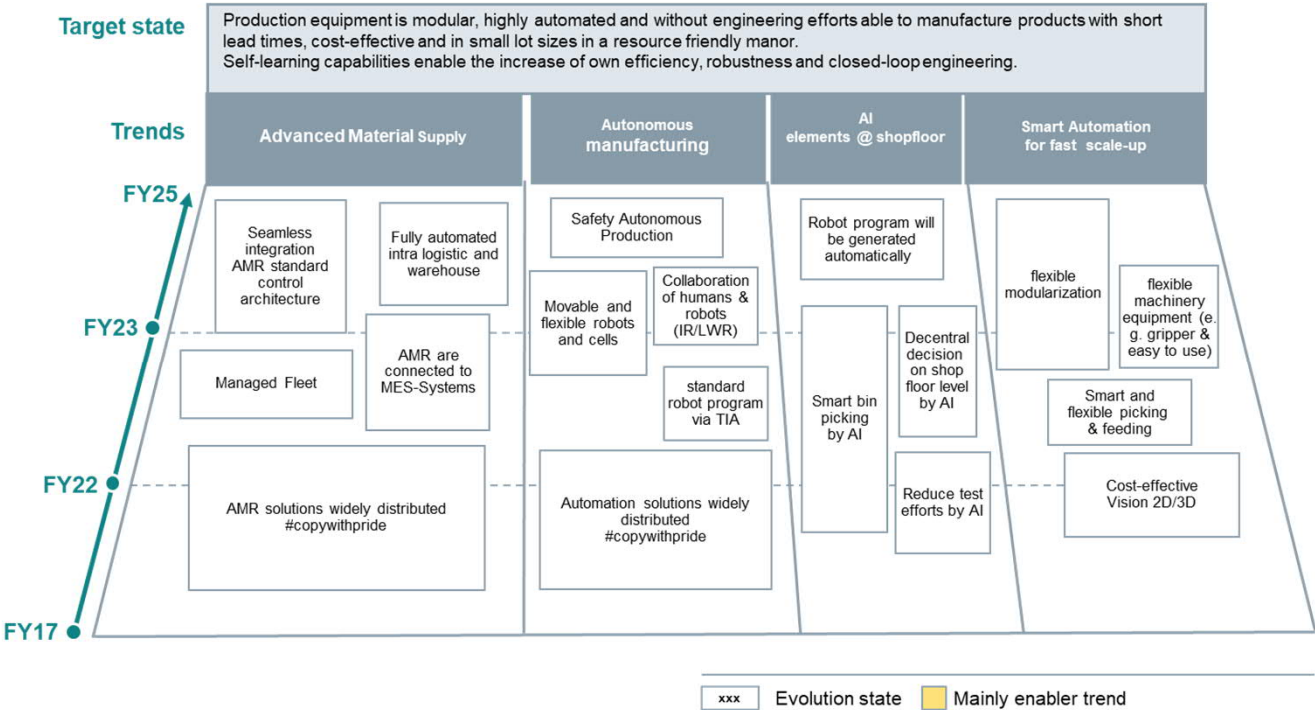 Target state
Production equipment is modular, highly automated and without engineering efforts able to manufacture products with short
lead times, cost-effective and in small lot sizes in a resource friendly manor.
Self-learning capabilities enable the increase of own efficiency, robustness and closed-loop engineering.
Trends
Advanced Material Supply
Autonomous
manufacturing
AI
elements @ shopfloor
Smart Automation
for fast scale-up
FY25
Seamless
integration
AMR standard
control
architecture
Fully automated
intra logistic and
warehouse
Safety Autonomous
Production
Movable and
flexible robots
and cells
Collaboration
of humans &
robots
(IR/LWR)
Robot program will
be generated
automatically
flexible
modularization
flexible
machinery
equipment (e.
g. gripper &
easy to use)
FY23
Managed Fleet
AMR are
connected to
MES-Systems
standard
robot program
via TIA
Smart bin
picking
by AI
Decentral
decision
on shop
floor level
by AI
Smart and
flexible picking
& feeding
FY22
AMR solutions widely distributed
#copywithpride
Automation solutions widely
distributed
#copywithpride
Reduce test
efforts by AI
Cost-effective
Vision 2D/3D
FY17
xxx Evolution state
Mainly enabler trend